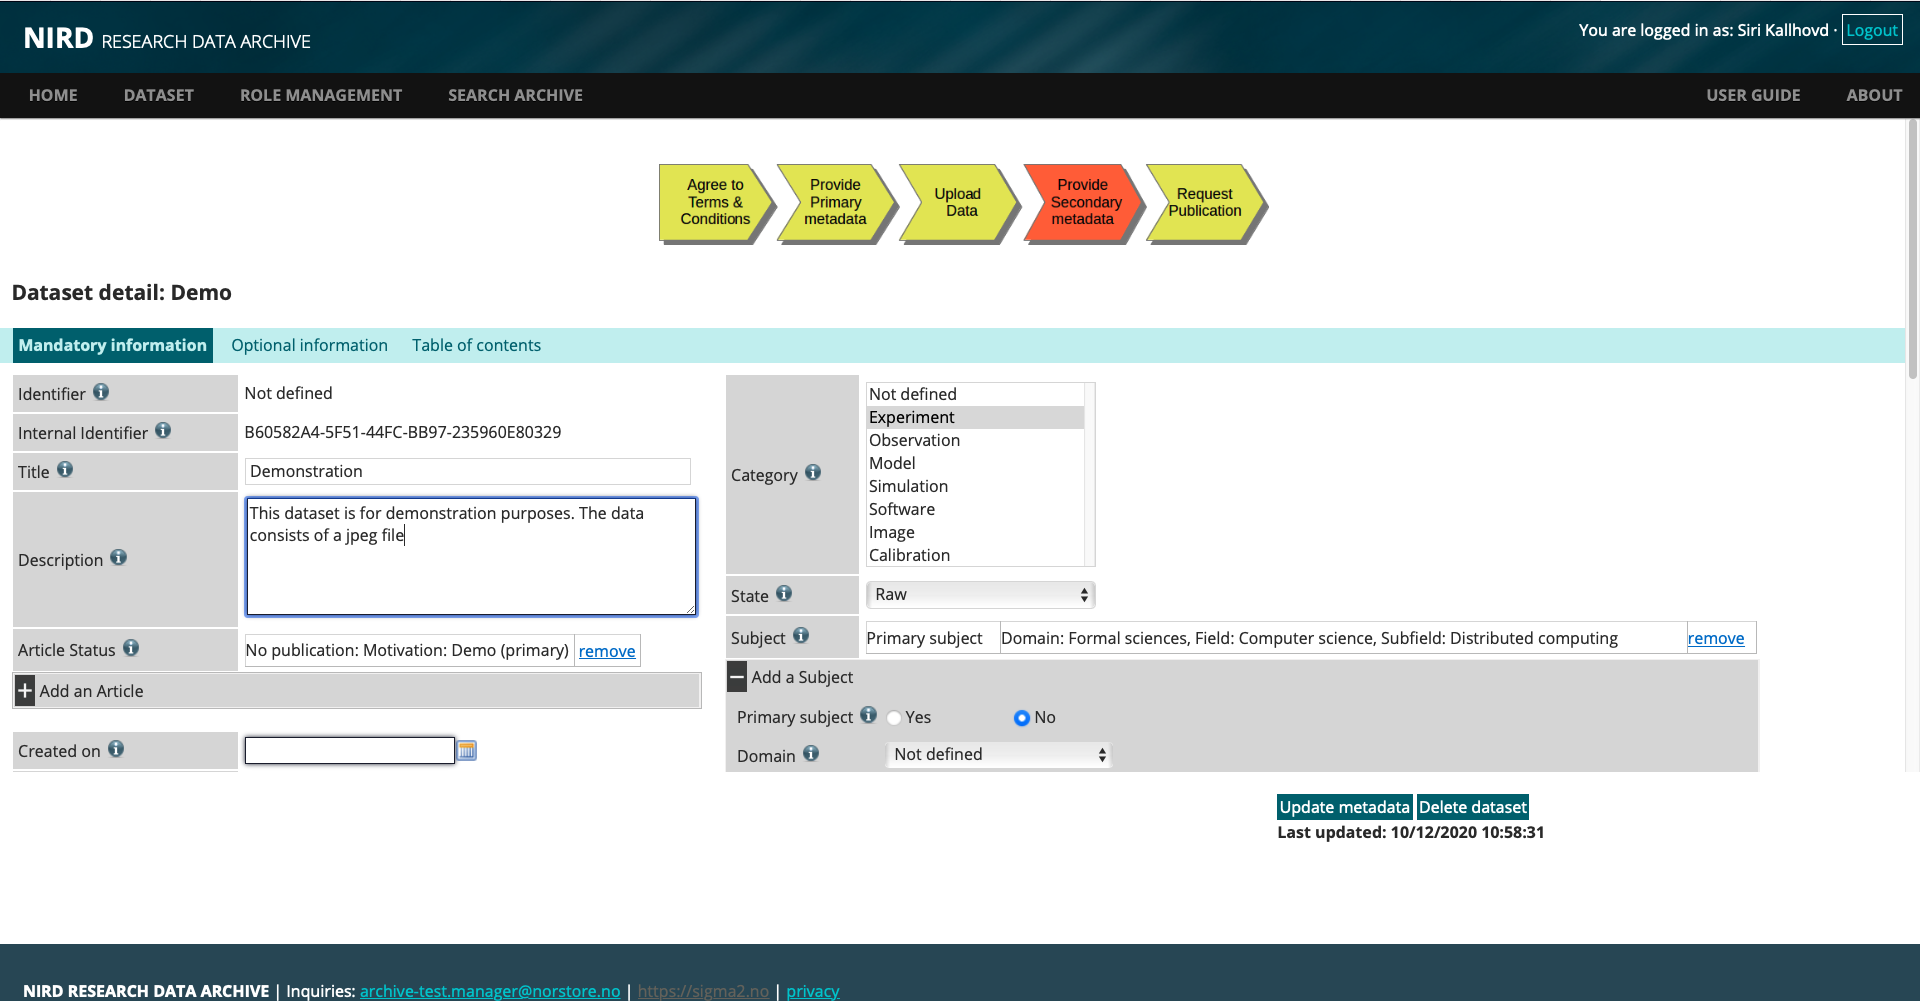 NIRD RESEARCH DATA ARCHIVE
You are logged in as: Siri Kallhovd · Logout
HOME DATASET ROLE MANAGEMENT SEARCH ARCHIVE USER GUIDE ABOUT
Agree to
Terms &
Conditions
Provide
Primary
metadata
Upload
Data
Provide
Secondary
metadata
Request
Publication
Dataset detail: Demo
Mandatory information Optional information Table of contents
Identifier Not defined
Internal Identifier B60582A4-5F51-44FC-BB97-235960E80329
Title Demonstration
Description
This dataset is for demonstration purposes. The data
consists of a jpeg file
Article Status No publication: Motivation: Demo (primary) remove
+ Add an Article
Created on
Category
Not defined
Experiment
Observation
Model
Simulation
Software
Image
Calibration
State Raw
Subject Primary subject Domain: Formal sciences, Field: Computer science, Subfield: Distributed computing remove
− Add a Subject
Primary subject Yes No
Domain Not defined
Update metadata Delete dataset
Last updated: 10/12/2020 10:58:31
NIRD RESEARCH DATA ARCHIVE | Inquiries: archive-test.manager@norstore.no | https://sigma2.no | privacy